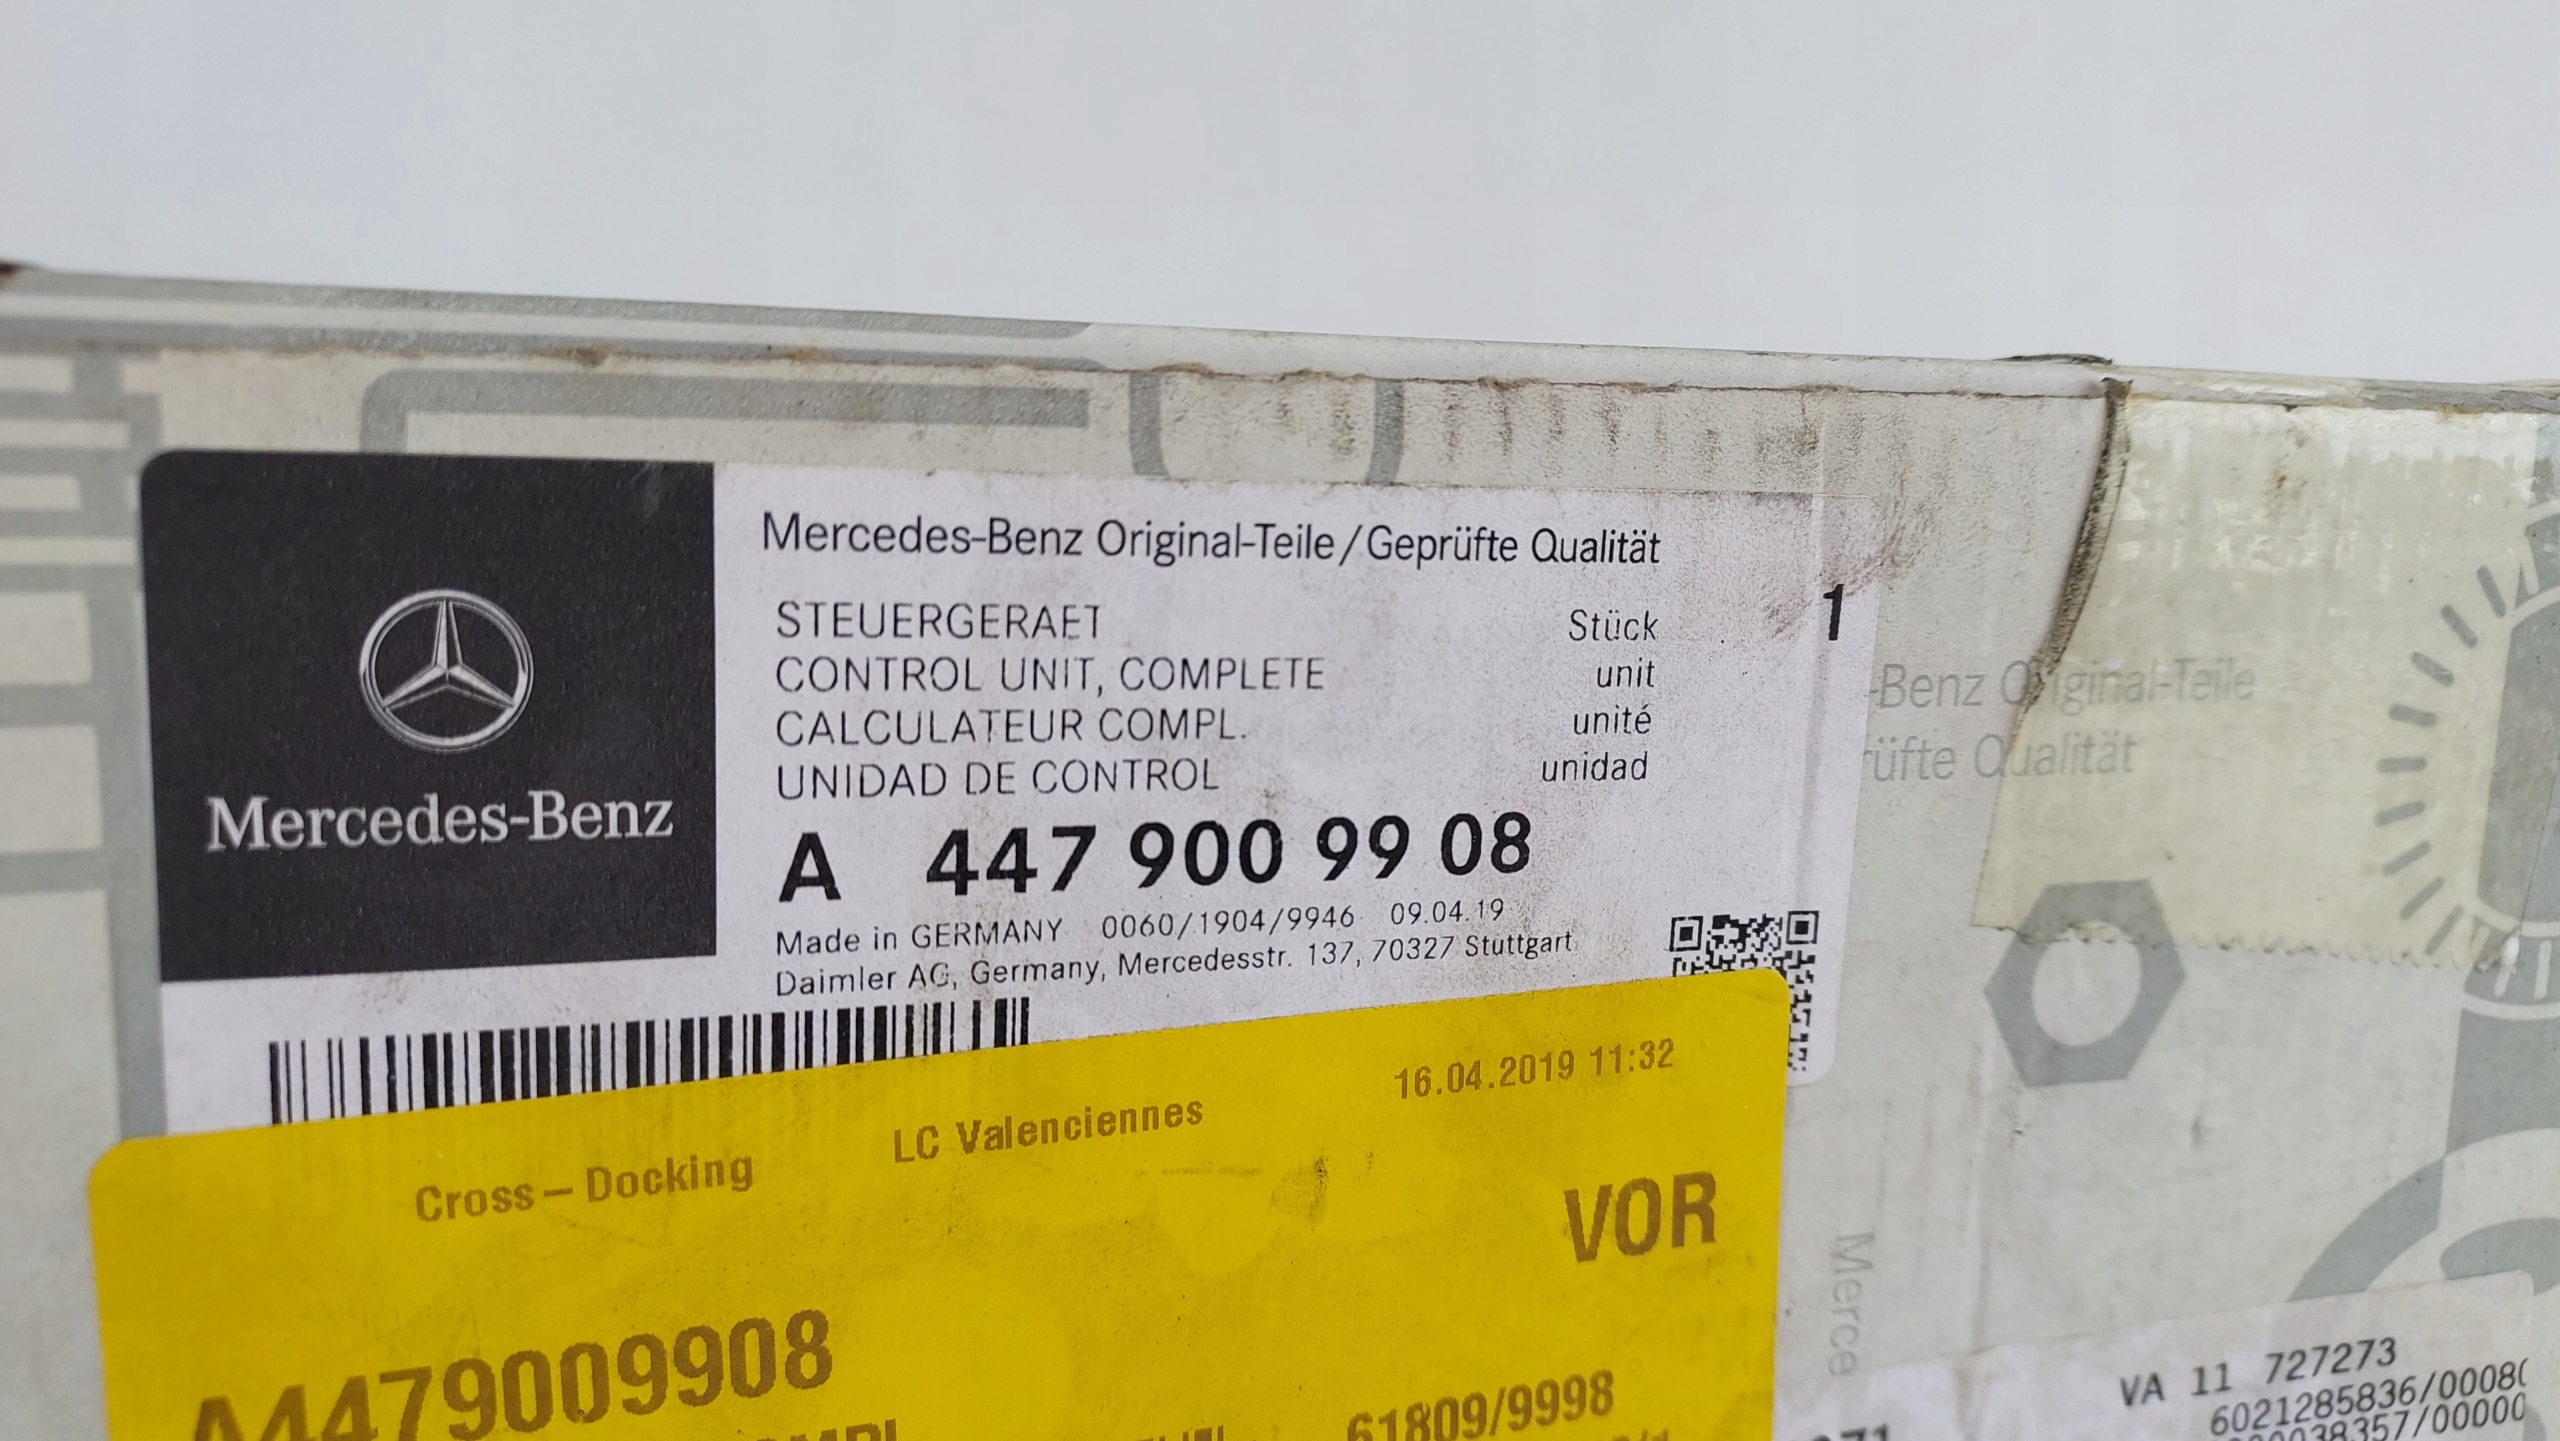 Mercedes-Benz
Mercedes-Benz Original-Teile/Geprüfte Qualität
STEUERGERAET Stück 1
CONTROL UNIT, COMPLETE unit
CALCULATEUR COMPL. unité
UNIDAD DE CONTROL unidad
A 447 900 99 08
Made in GERMANY 0060/1904/9946 09.04.19
Daimler AG, Germany, Mercedesstr. 137, 70327 Stuttgart
-Benz Original-Teile
rüfte Qualität
Cross-Docking LC Valenciennes 16.04.2019 11:32
VOR
A4479009908
61809/9998
Merce
VA 11 727273
6021285836/0008